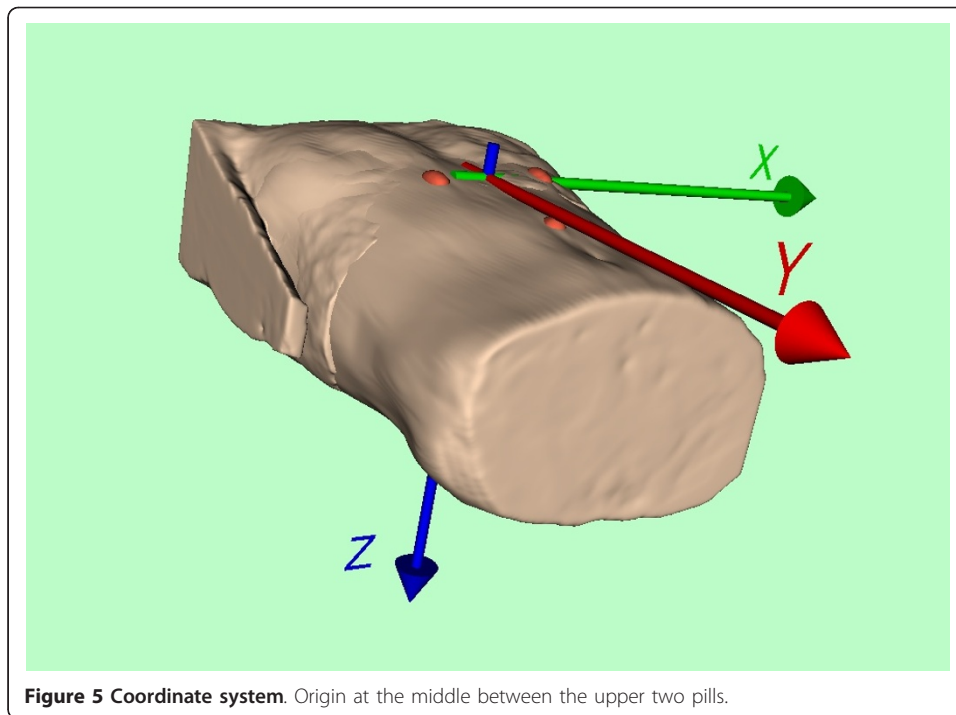 X
Y
Z
Figure 5 Coordinate system. Origin at the middle between the upper two pills.